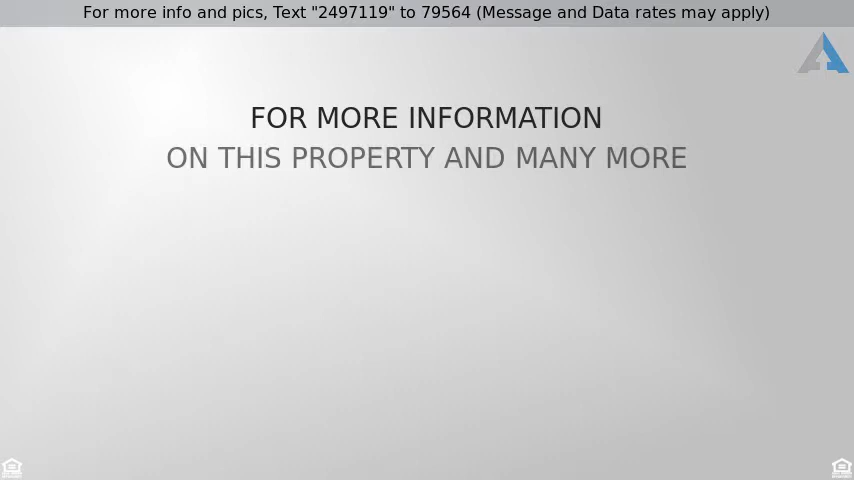 For more info and pics, Text "2497119" to 79564 (Message and Data rates may apply)
FOR MORE INFORMATION
ON THIS PROPERTY AND MANY MORE